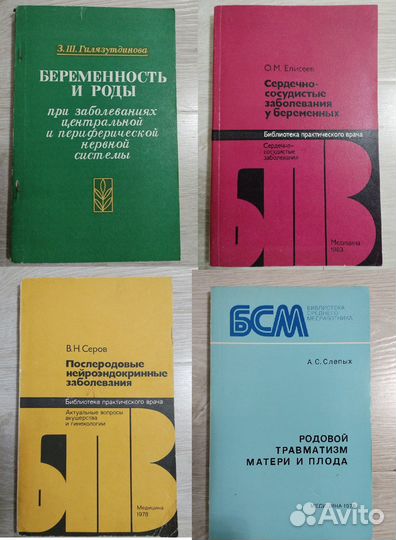 З.Ш. Гилязутдинова
БЕРЕМЕННОСТЬ
И РОДЫ
при заболеваниях
центральной
и периферической
нервной
системы
О.М. Елисеев
Сердечно-
сосудистые
заболевания
у беременных
Библиотека практического врача
Сердечно-
сосудистые
заболевания
БПВ
Медицина
1983
В.Н. Серов
Послеродовые
нейроэндокринные
заболевания
Библиотека практического врача
Актуальные вопросы
акушерства
и гинекологии
БПВ
Медицина
1978
БСМ
БИБЛИОТЕКА
СРЕДНЕГО
МЕДРАБОТНИКА
А.С. Слепых
РОДОВОЙ
ТРАВМАТИЗМ
МАТЕРИ И ПЛОДА
МЕДИЦИНА
Avito